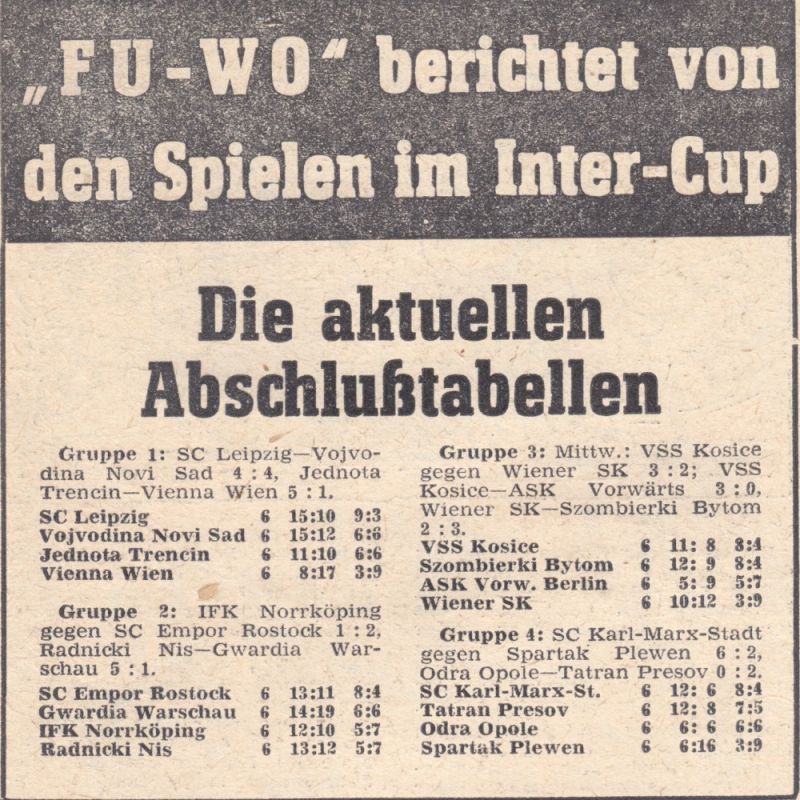 „FU-WO“ berichtet von
den Spielen im Inter-Cup
Die aktuellen
Abschlußtabellen
Gruppe 1: SC Leipzig—Vojvo-
dina Novi Sad 4 : 4, Jednota
Trencin—Vienna Wien 5 : 1.
SC Leipzig 6 15:10 9:3
Vojvodina Novi Sad 6 15:12 6:6
Jednota Trencin 6 11:10 6:6
Vienna Wien 6 8:17 3:9
Gruppe 2: IFK Norrköping
gegen SC Empor Rostock 1 : 2,
Radnicki Nis—Gwardia War-
schau 5 : 1.
SC Empor Rostock 6 13:11 8:4
Gwardia Warschau 6 14:19 6:6
IFK Norrköping 6 12:10 5:7
Radnicki Nis 6 13:12 5:7
Gruppe 3: Mittw.: VSS Kosice
gegen Wiener SK 3 : 2; VSS
Kosice—ASK Vorwärts 3 : 0,
Wiener SK—Szombierki Bytom
2 : 3.
VSS Kosice 6 11: 8 8:4
Szombierki Bytom 6 12: 9 8:4
ASK Vorw. Berlin 6 5: 9 5:7
Wiener SK 6 10:12 3:9
Gruppe 4: SC Karl-Marx-Stadt
gegen Spartak Plewen 6 : 2,
Odra Opole—Tatran Presov 0 : 2.
SC Karl-Marx-St. 6 12: 6 8:4
Tatran Presov 6 12: 8 7:5
Odra Opole 6 6: 6 6:6
Spartak Plewen 6 6:16 3:9